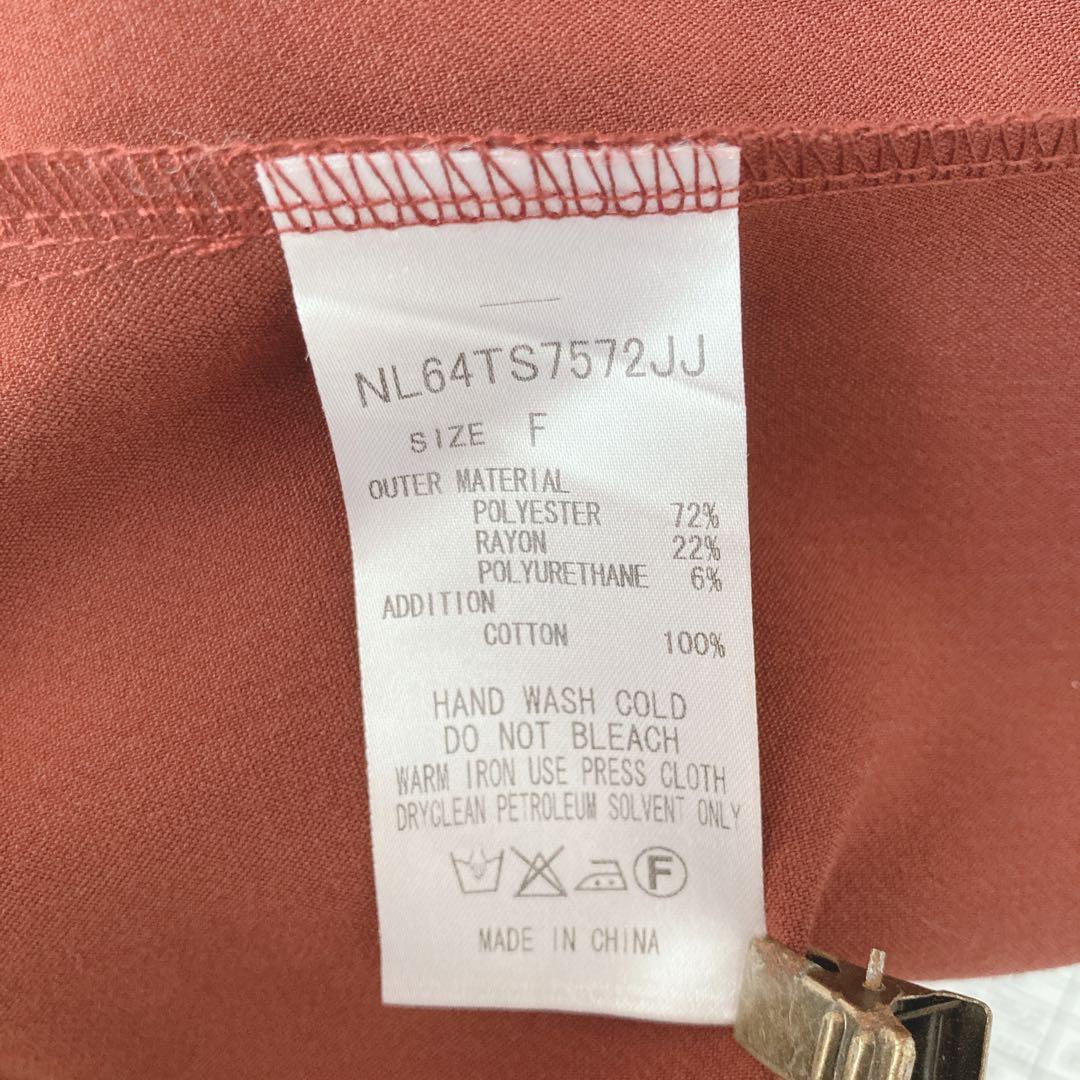 NL64TS7572JJ
SIZE F
OUTER MATERIAL
POLYESTER 72%
RAYON 22%
POLYURETHANE 6%
ADDITION
COTTON 100%
HAND WASH COLD
DO NOT BLEACH
WARM IRON USE PRESS CLOTH
DRYCLEAN PETROLEUM SOLVENT ONLY
F
MADE IN CHINA